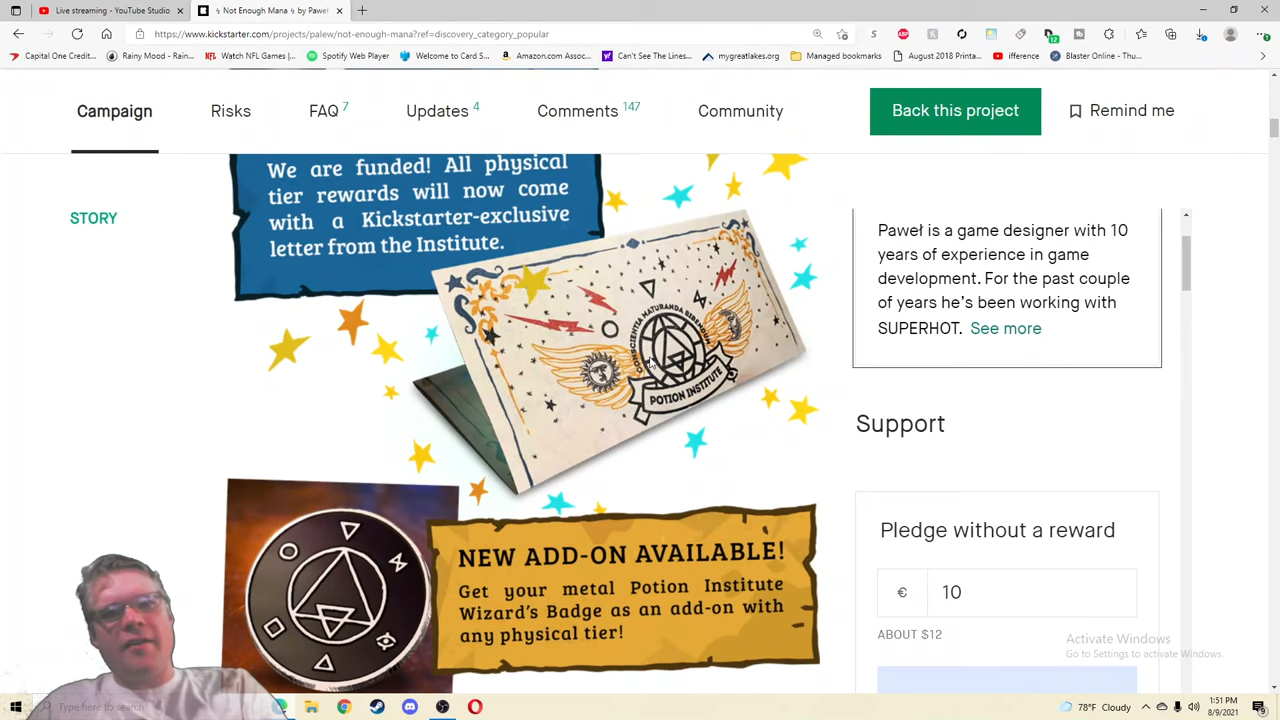 Live streaming - YouTube Studio
Not Enough Mana
by Paweł
https://www.kickstarter.com/projects/palew/not-enough-mana?ref=discovery_category_popular
Capital One Credit...
Rainy Mood - Rain...
Watch NFL Games |...
Spotify Web Player
Welcome to Card S...
Amazon.com Assoc...
Can't See The Lines...
mygreatlakes.org
Managed bookmarks
August 2018 Printa...
ifference
Blaster Online - Thu...
Campaign
Risks
FAQ 7
Updates 4
Comments 147
Community
Back this project
Remind me
STORY
We are funded! All physical
tier rewards will now come
with a Kickstarter-exclusive
letter from the Institute.
CONSCIENTIA MATURANDA BIBENDUM
POTION INSTITUTE
NEW ADD-ON AVAILABLE!
Get your metal Potion Institute
Wizard's Badge as an add-on with
any physical tier!
Paweł is a game designer with 10
years of experience in game
development. For the past couple
of years he's been working with
SUPERHOT. See more
Support
Pledge without a reward
€ 10
ABOUT $12
Activate Windows
Go to Settings to activate Windows.
Type here to search
78°F Cloudy
1:51 PM
8/9/2021